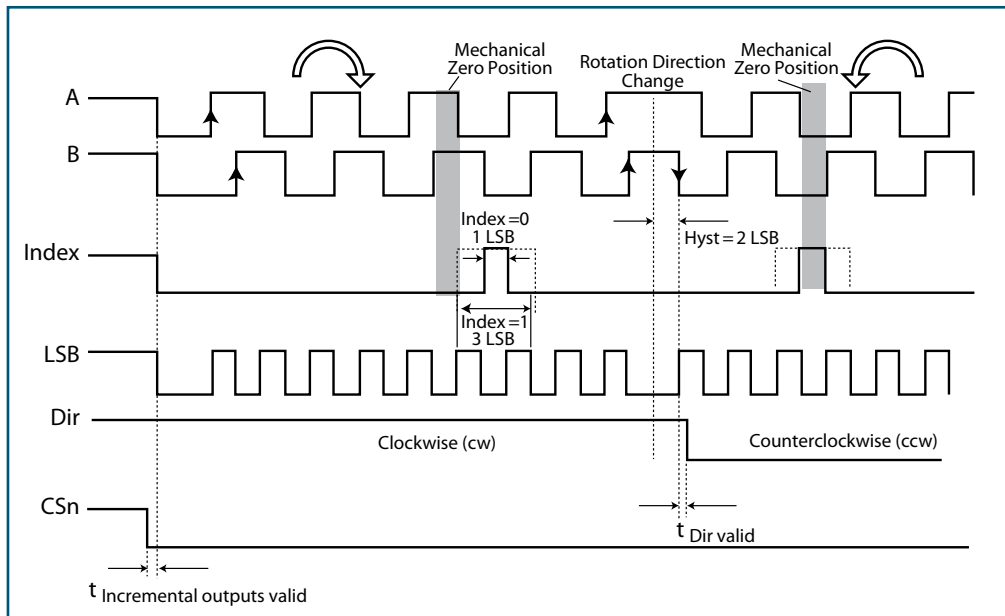 Mechanical
Zero Position
Rotation Direction
Change
Mechanical
Zero Position
A
B
Index=0
1 LSB
Hyst=2 LSB
Index
Index=1
3 LSB
LSB
Dir
Clockwise (cw)
Counterclockwise (ccw)
CSn
t Dir valid
t Incremental outputs valid